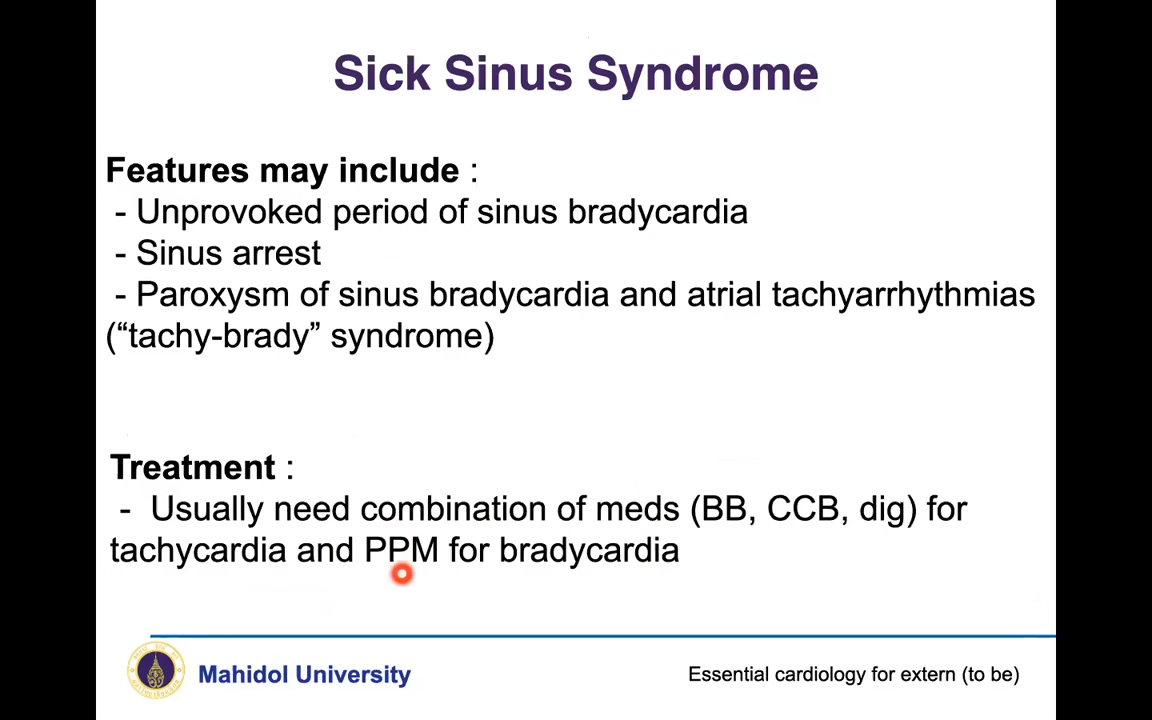 Sick Sinus Syndrome
Features may include :
- Unprovoked period of sinus bradycardia
- Sinus arrest
- Paroxysm of sinus bradycardia and atrial tachyarrhythmias
(“tachy-brady” syndrome)
Treatment :
- Usually need combination of meds (BB, CCB, dig) for
tachycardia and PPM for bradycardia
Mahidol University
Essential cardiology for extern (to be)